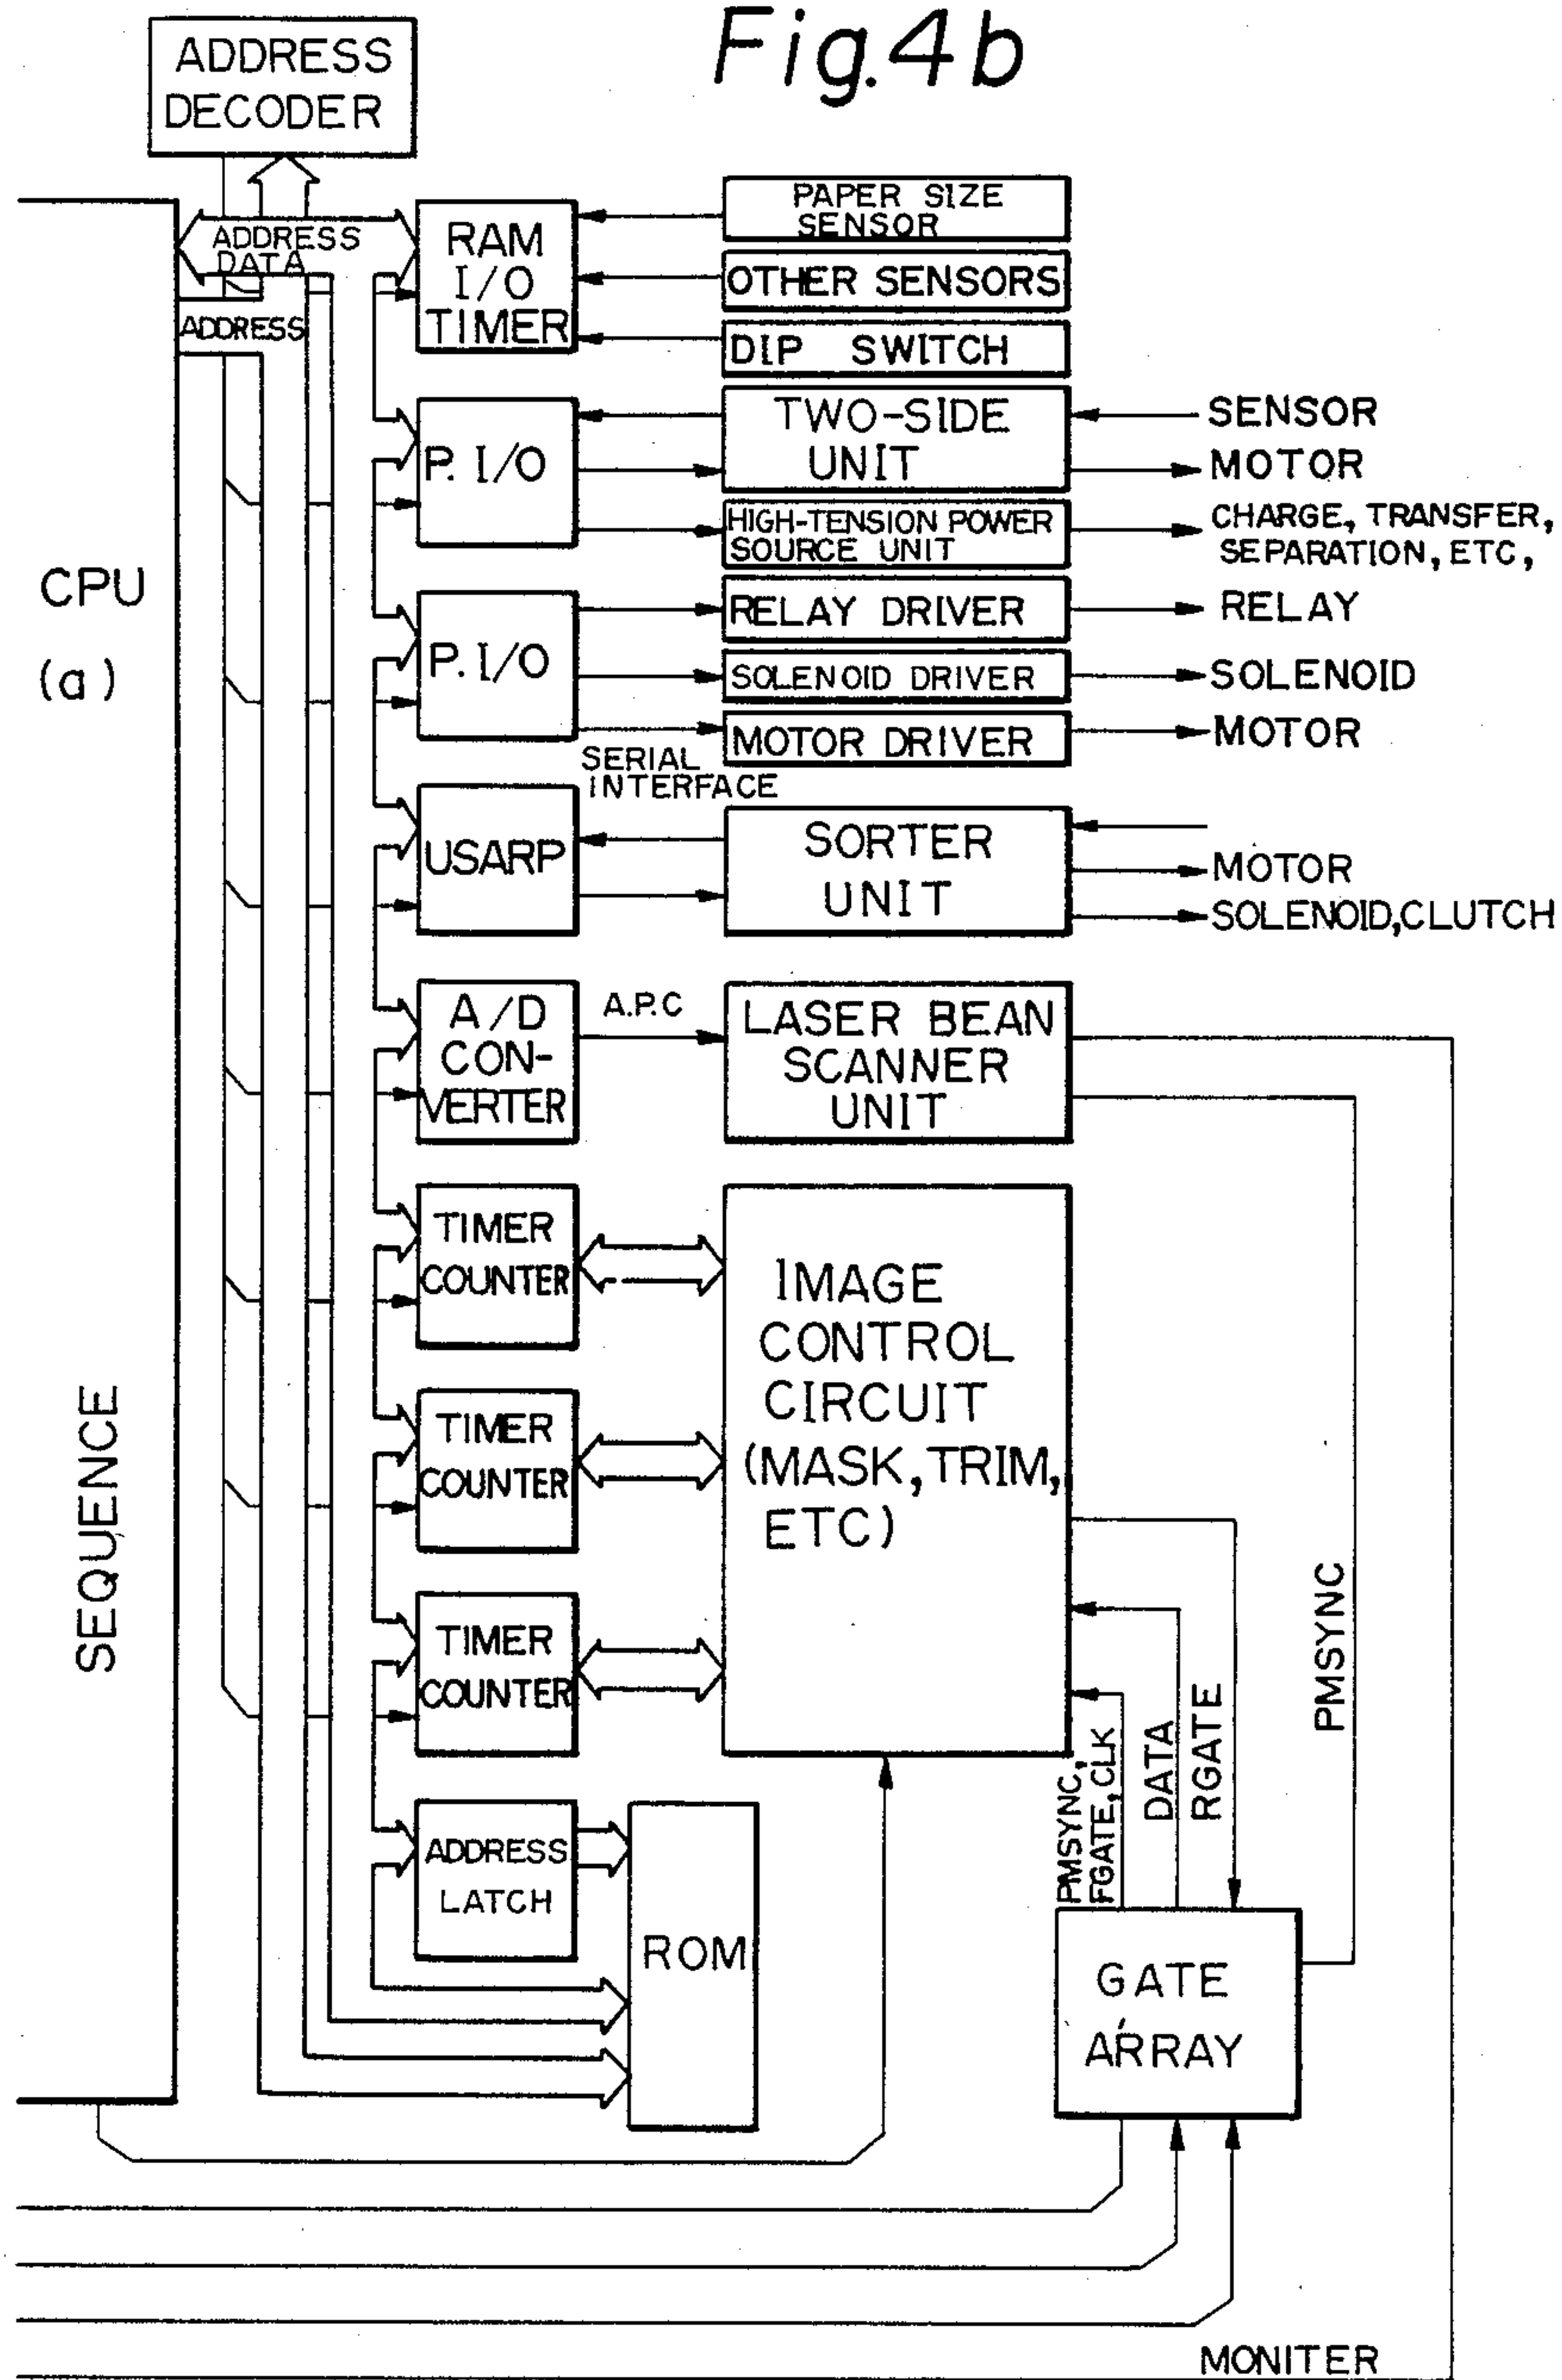 Fig.4b
ADDRESS
DECODER
ADDRESS
DATA
ADDRESS
CPU
(a)
SEQUENCE
RAM
I/O
TIMER
PAPER SIZE
SENSOR
OTHER SENSORS
DIP SWITCH
P. I/O
TWO-SIDE
UNIT
SENSOR
MOTOR
HIGH-TENSION POWER
SOURCE UNIT
CHARGE, TRANSFER,
SEPARATION, ETC,
P. I/O
RELAY DRIVER
RELAY
SOLENOID DRIVER
SOLENOID
MOTOR DRIVER
MOTOR
SERIAL
INTERFACE
USARP
SORTER
UNIT
MOTOR
SOLENOID, CLUTCH
A/D
CON-
VERTER
A.P.C
LASER BEAN
SCANNER
UNIT
TIMER
COUNTER
TIMER
COUNTER
TIMER
COUNTER
IMAGE
CONTROL
CIRCUIT
(MASK, TRIM,
ETC)
ADDRESS
LATCH
ROM
PMSYNC,
FGATE, CLK
DATA
RGATE
PMSYNC
GATE
ARRAY
MONITER